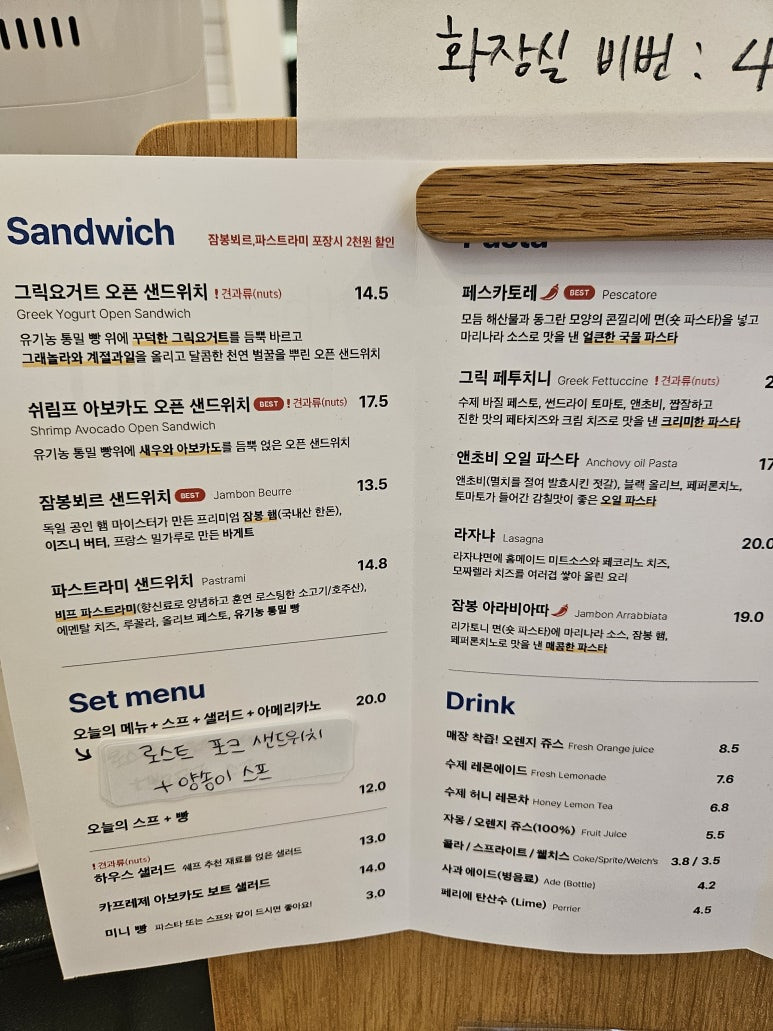 화장실 비번 : 4
Sandwich
잠봉뵈르,파스트라미 포장시 2천원 할인
그릭요거트 오픈 샌드위치 !견과류(nuts) 14.5
Greek Yogurt Open Sandwich
유기농 통밀 빵 위에 꾸덕한 그릭요거트를 듬뿍 바르고
그래놀라와 계절과일을 올리고 달콤한 천연 벌꿀을 뿌린 오픈 샌드위치
쉬림프 아보카도 오픈 샌드위치 BEST !견과류(nuts) 17.5
Shrimp Avocado Open Sandwich
유기농 통밀 빵위에 새우와 아보카도를 듬뿍 얹은 오픈 샌드위치
잠봉뵈르 샌드위치 BEST Jambon Beurre 13.5
독일 공인 햄 마이스터가 만든 프리미엄 잠봉 햄(국내산 한돈),
이즈니 버터, 프랑스 밀가루로 만든 바게트
파스트라미 샌드위치 Pastrami 14.8
비프 파스트라미(향신료로 양념하고 훈연 로스팅한 소고기/호주산),
에멘탈 치즈, 루꼴라, 올리브 페스토, 유기농 통밀 빵
Set menu
오늘의 메뉴 + 스프 + 샐러드 + 아메리카노 20.0
로스트 포크 샌드위치
+ 양송이 스프
오늘의 스프 + 빵 12.0
!견과류(nuts)
하우스 샐러드 쉐프 추천 재료를 얹은 샐러드 13.0
카프레제 아보카도 보트 샐러드 14.0
미니 빵 파스타 또는 스프와 같이 드시면 좋아요! 3.0
Pasta
페스카토레 BEST Pescatore
모듬 해산물과 동그란 모양의 콘낄리에 면(숏 파스타)을 넣고
마리나라 소스로 맛을 낸 얼큰한 국물 파스타
그릭 페투치니 Greek Fettuccine !견과류(nuts) 2
수제 바질 페스토, 썬드라이 토마토, 앤초비, 짭짤하고
진한 맛의 페타치즈와 크림 치즈로 맛을 낸 크리미한 파스타
앤초비 오일 파스타 Anchovy oil Pasta 17
앤초비(멸치를 절여 발효시킨 젓갈), 블랙 올리브, 페퍼론치노,
토마토가 들어간 감칠맛이 좋은 오일 파스타
라자냐 Lasagna 20.0
라자냐면에 홈메이드 미트소스와 페코리노 치즈,
모짜렐라 치즈를 여러겹 쌓아 올린 요리
잠봉 아라비아따 Jambon Arrabbiata 19.0
리가토니 면(숏 파스타)에 마리나라 소스, 잠봉 햄,
페퍼론치노로 맛을 낸 매콤한 파스타
Drink
매장 착즙! 오렌지 쥬스 Fresh Orange juice 8.5
수제 레몬에이드 Fresh Lemonade 7.6
수제 허니 레몬차 Honey Lemon Tea 6.8
자몽 / 오렌지 쥬스(100%) Fruit Juice 5.5
콜라 / 스프라이트 / 웰치스 Coke/Sprite/Welch's 3.8 / 3.5
사과 에이드(병음료) Ade (Bottle) 4.2
페리에 탄산수 (Lime) Perrier 4.5